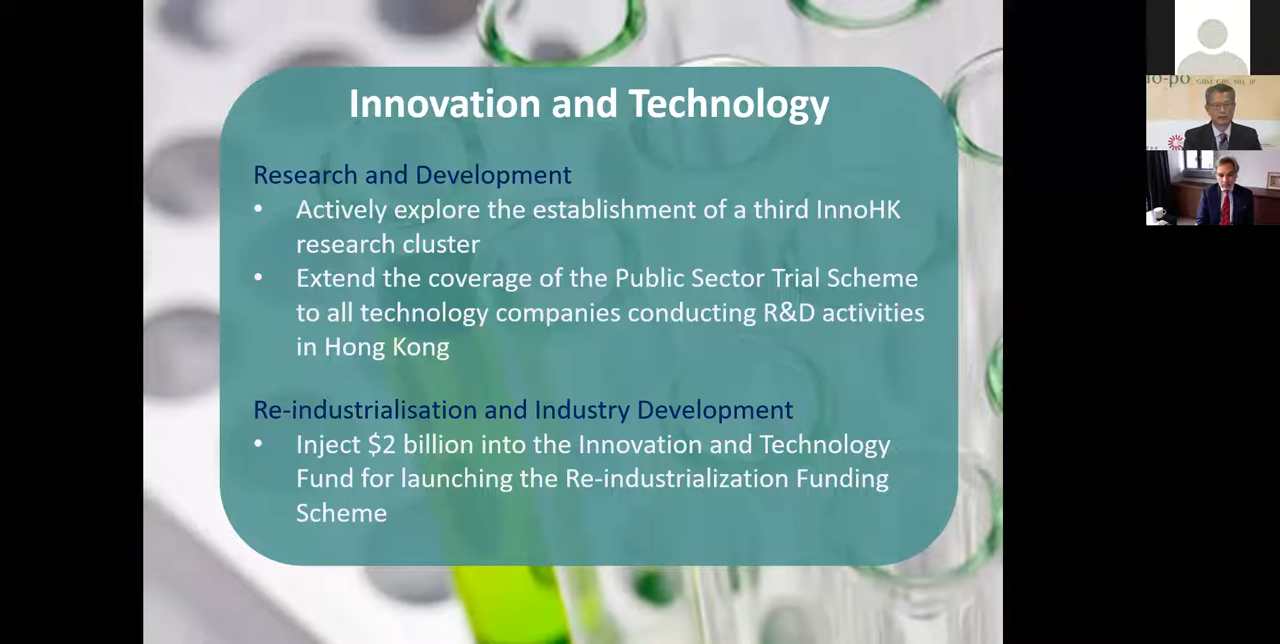 Innovation and Technology
Research and Development
• Actively explore the establishment of a third InnoHK
research cluster
• Extend the coverage of the Public Sector Trial Scheme
to all technology companies conducting R&D activities
in Hong Kong
Re-industrialisation and Industry Development
• Inject $2 billion into the Innovation and Technology
Fund for launching the Re-industrialization Funding
Scheme